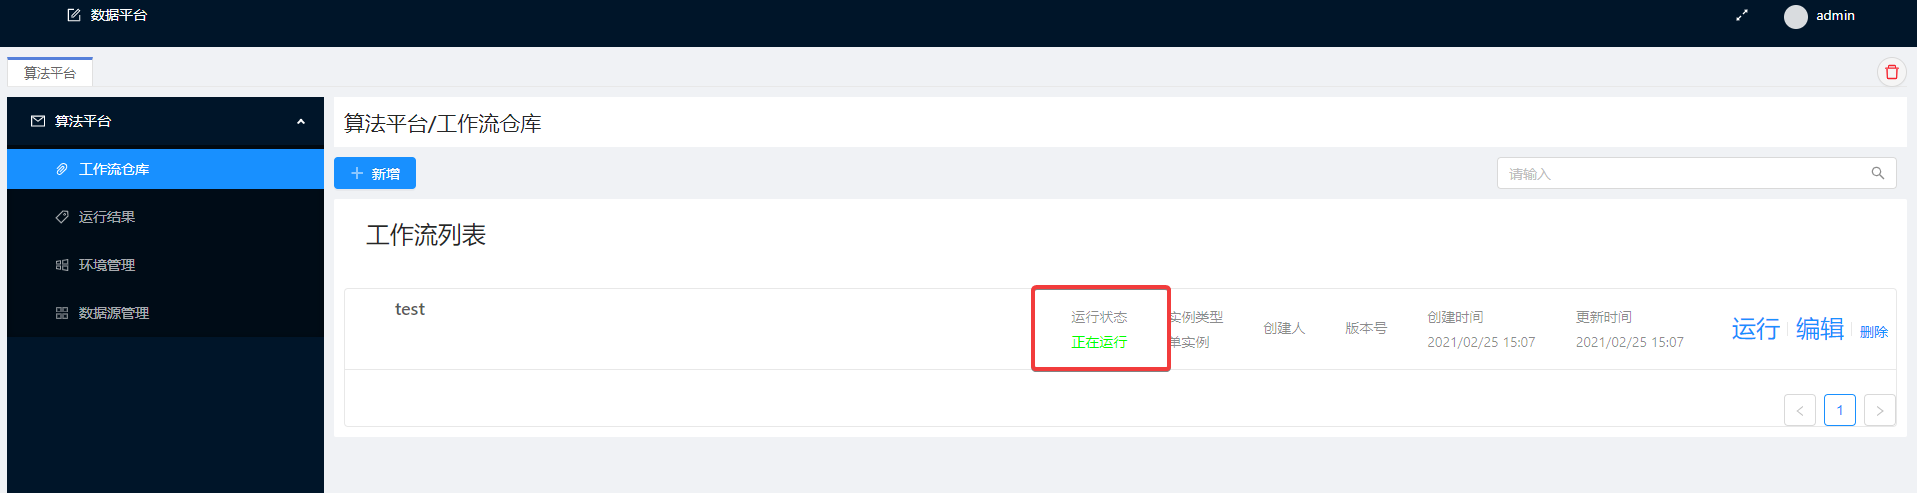 数据平台
admin
算法平台
算法平台
工作流仓库
运行结果
环境管理
数据源管理
算法平台/工作流仓库
新增
请输入
工作流列表
test
运行状态
正在运行
实例类型
单实例
创建人
版本号
创建时间
2021/02/25 15:07
更新时间
2021/02/25 15:07
运行
编辑
删除
< 1 >